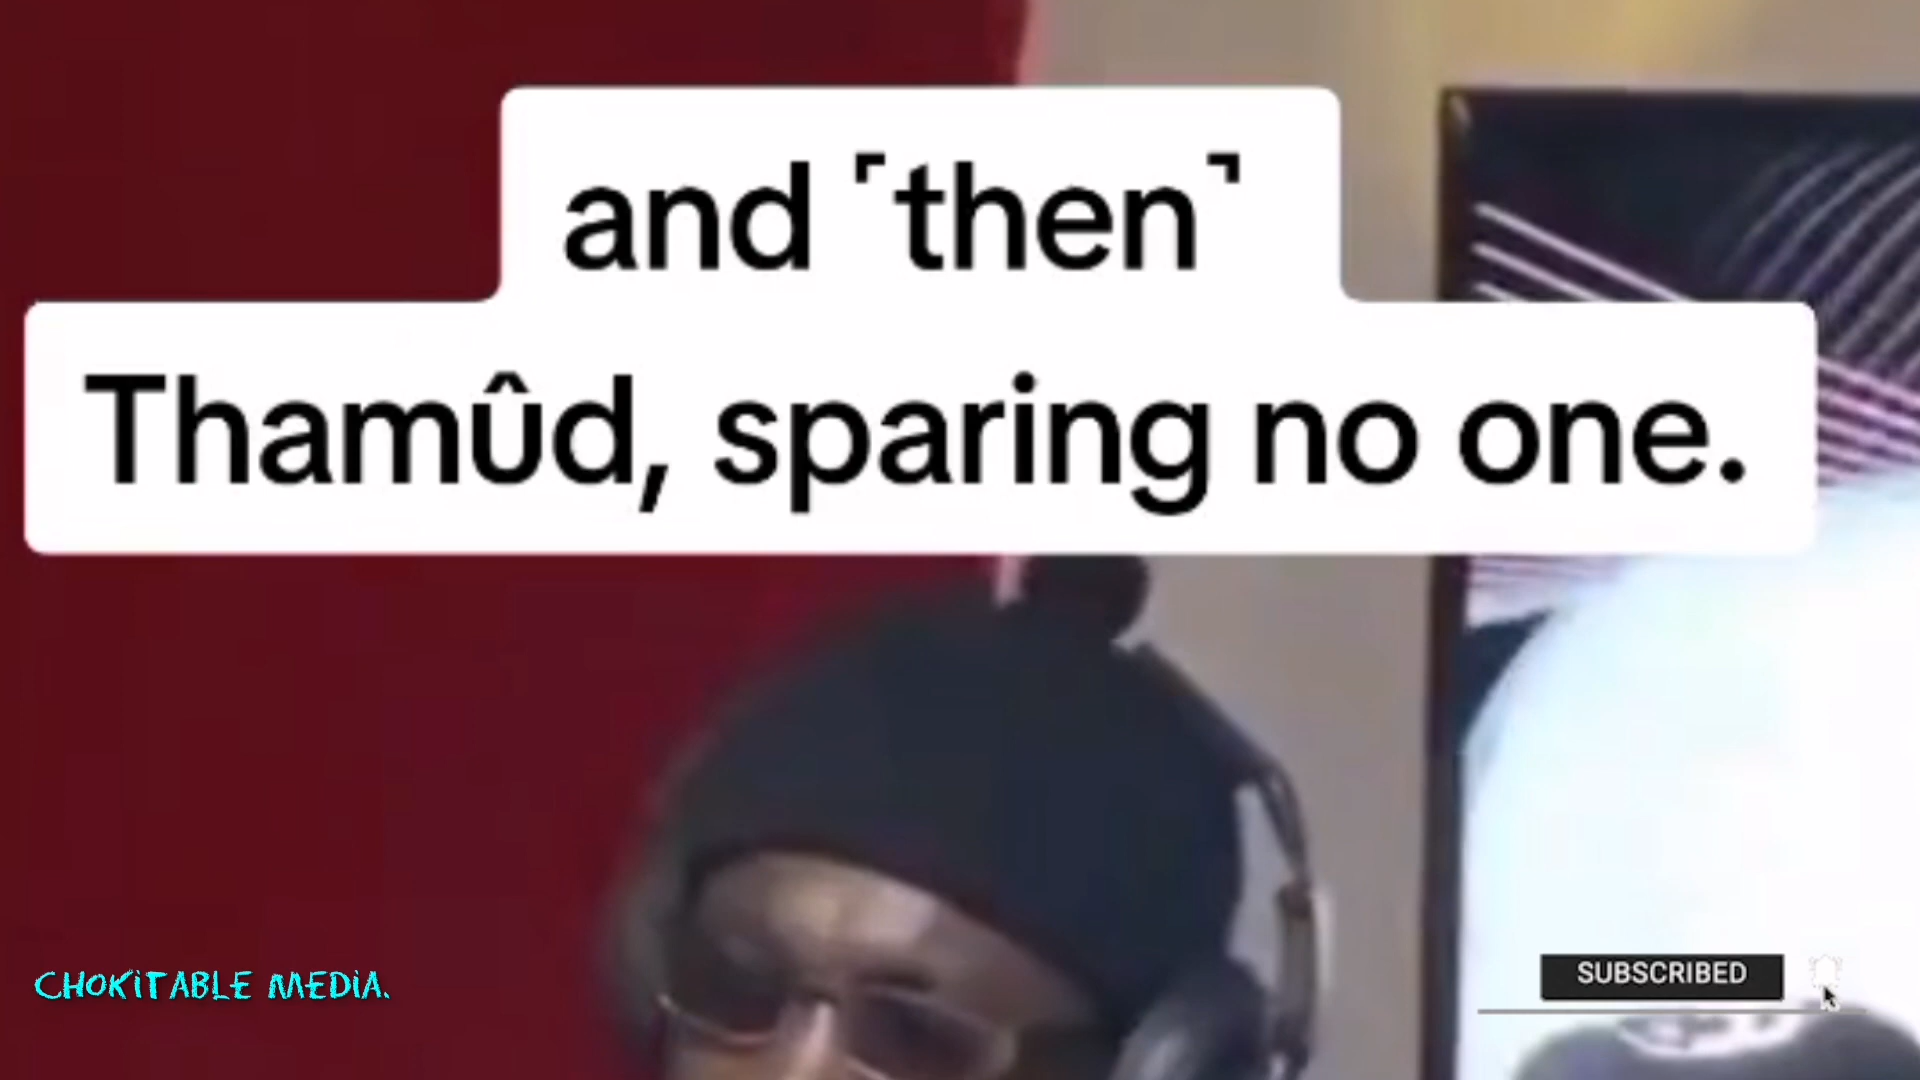 and ˹then˺
Thamûd, sparing no one.
CHOKiTABLE MEDiA.
SUBSCRIBED